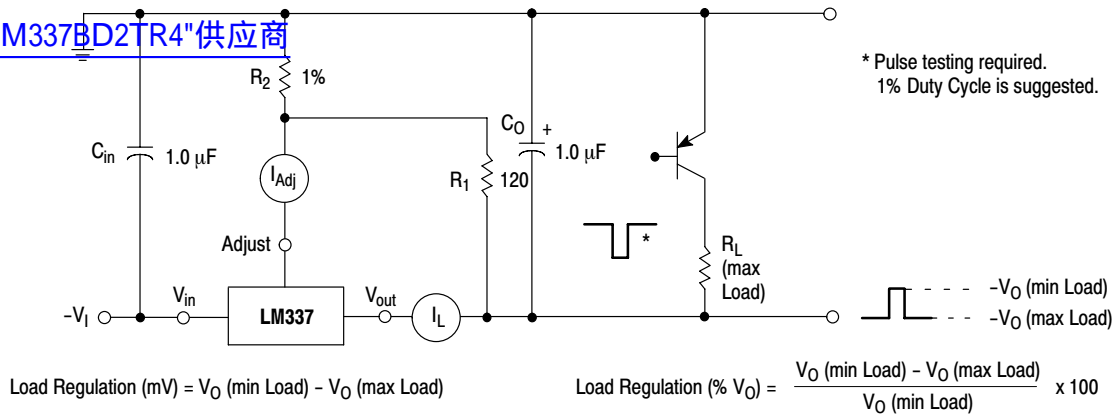 M337BD2TR4"供应商
R2 1%
* Pulse testing required.
1% Duty Cycle is suggested.
Cin 1.0 μF
IAdj
R1 120
CO +
1.0 μF
*
RL
(max
Load)
Adjust
–VI
Vin
LM337
Vout
IL
–VO (min Load)
–VO (max Load)
Load Regulation (mV) = VO (min Load) – VO (max Load)
Load Regulation (% VO) = VO (min Load) – VO (max Load)
VO (min Load)
x 100